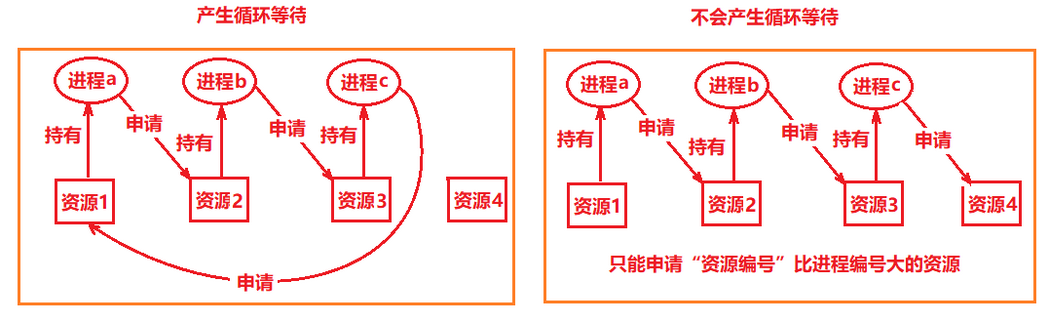 产生循环等待
进程a
进程b
进程c
持有
申请
持有
申请
持有
资源1
资源2
资源3
资源4
申请
不会产生循环等待
进程a
进程b
进程c
持有
申请
持有
申请
持有
申请
资源1
资源2
资源3
资源4
只能申请“资源编号”比进程编号大的资源